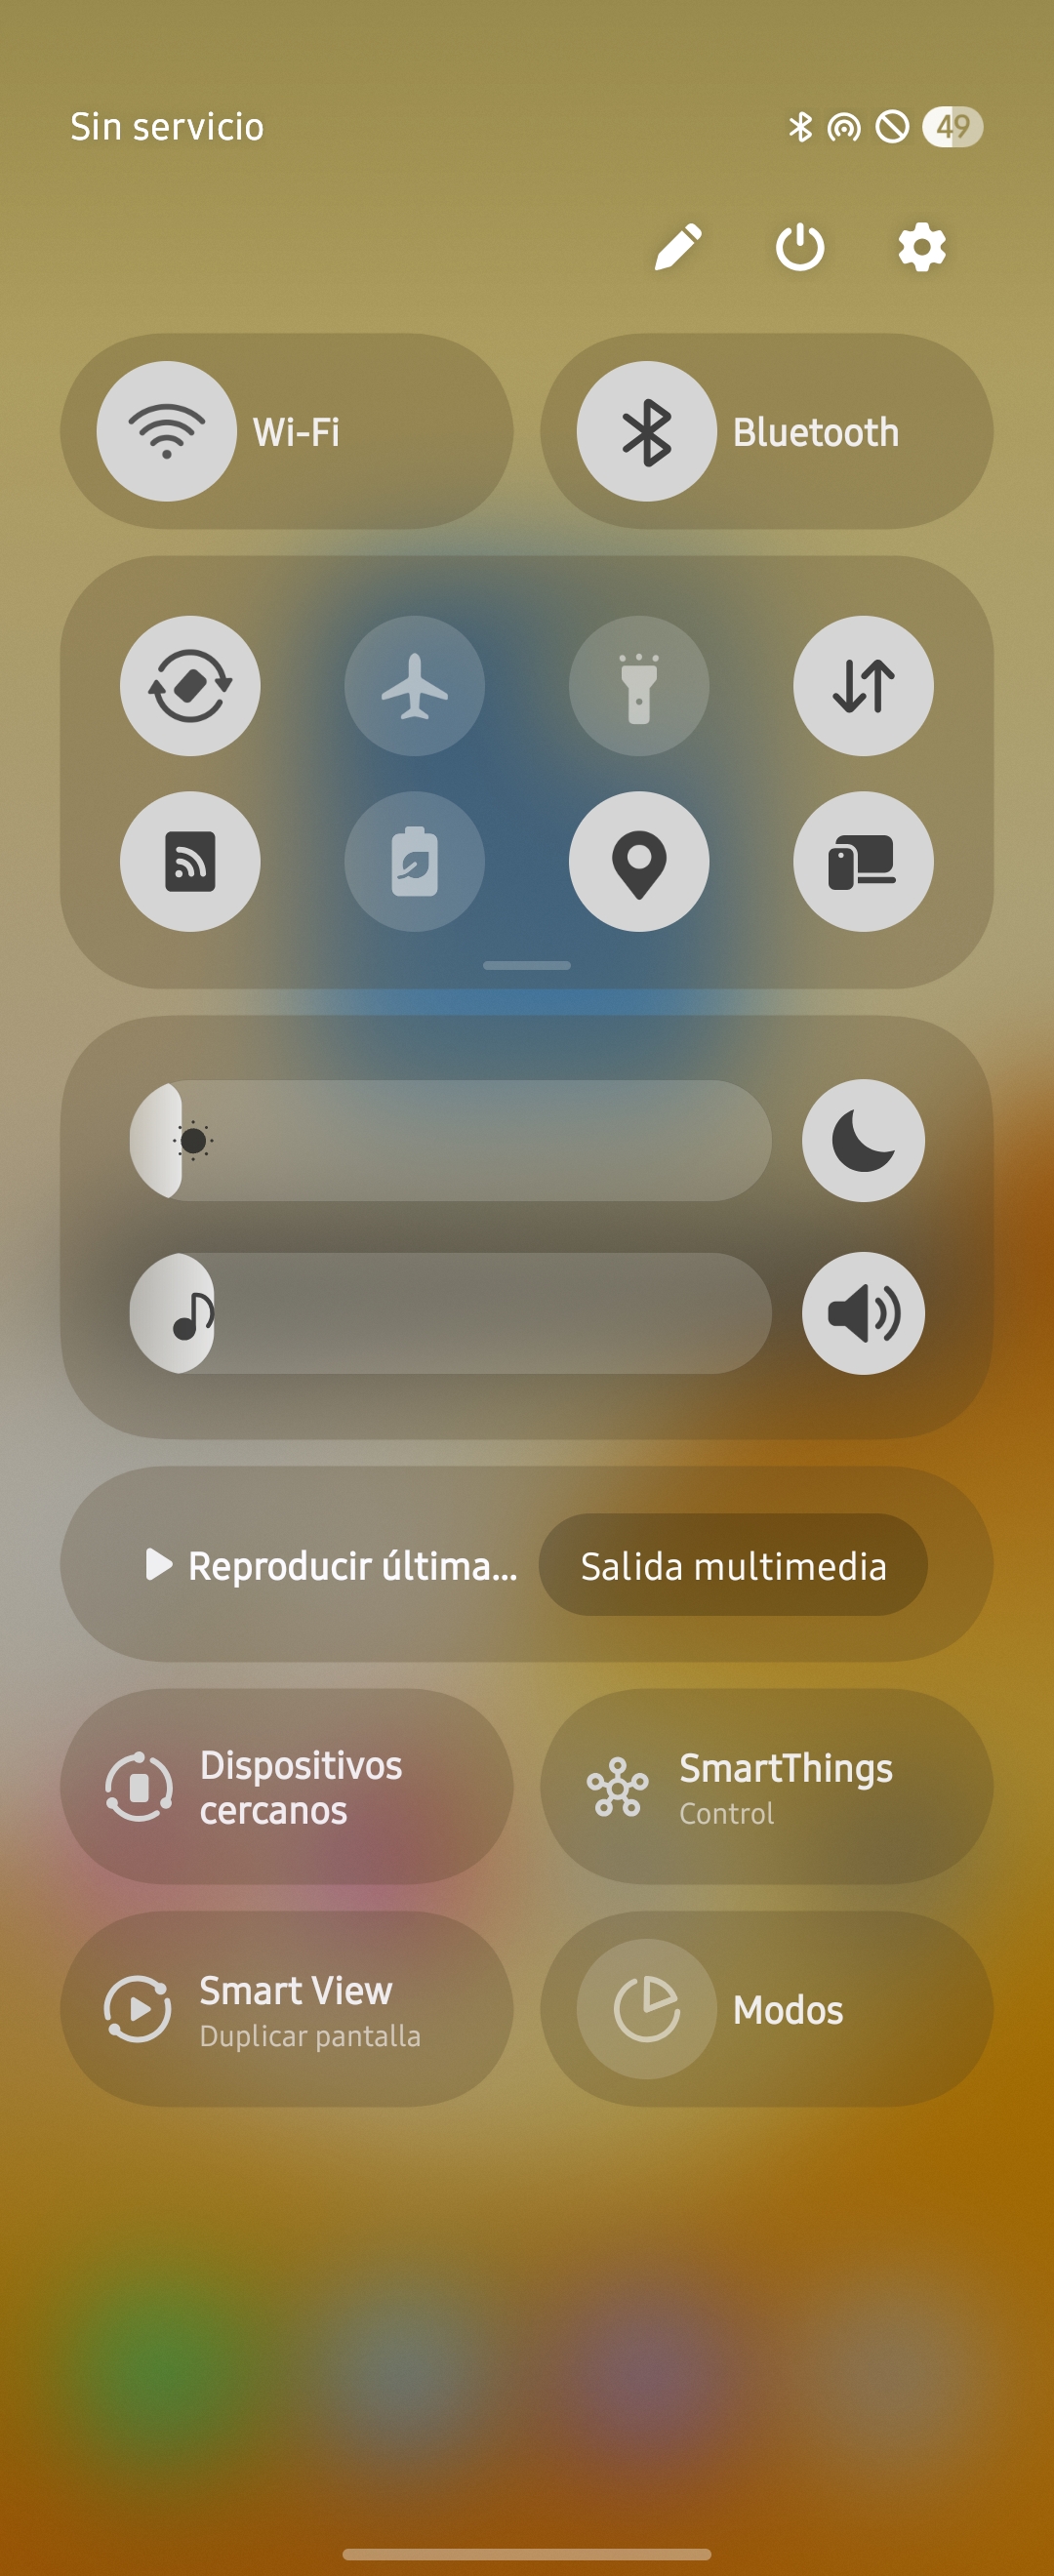 Sin servicio
49
Wi-Fi
Bluetooth
Reproducir última...
Salida multimedia
Dispositivos
cercanos
SmartThings
Control
Smart View
Duplicar pantalla
Modos